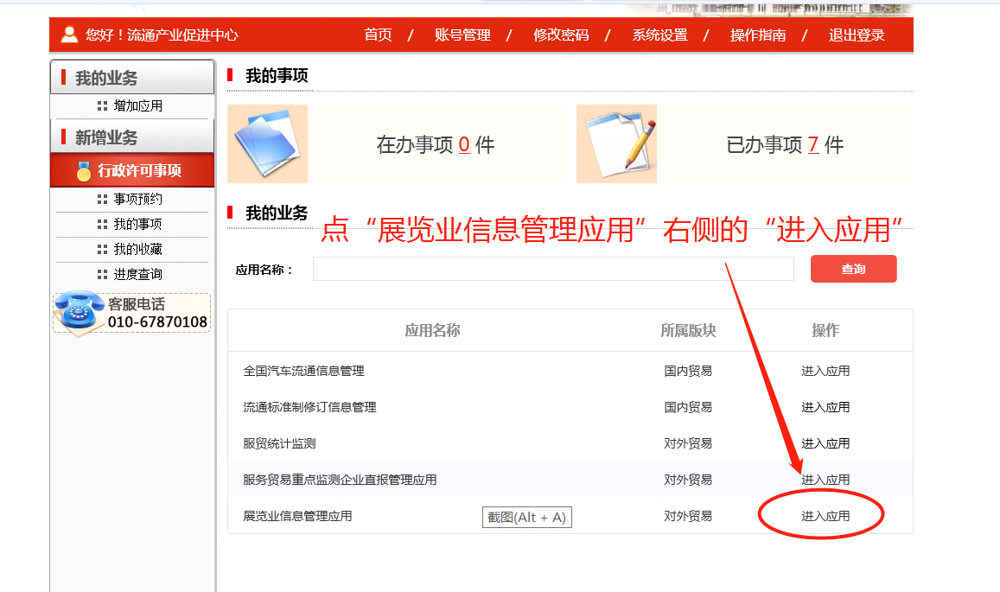 您好！流通产业促进中心 首页 / 账号管理 / 修改密码 / 系统设置 / 操作指南 / 退出登录
我的业务
增加应用
新增业务
行政许可事项
事项预约
我的事项
我的收藏
进度查询
客服电话
010-67870108
我的事项
在办事项 0 件 已办事项 7 件
我的业务
点“展览业信息管理应用”右侧的“进入应用”
应用名称： 查询
应用名称 所属版块 操作
全国汽车流通信息管理 国内贸易 进入应用
流通标准制修订信息管理 国内贸易 进入应用
服贸统计监测 对外贸易 进入应用
服务贸易重点监测企业直报管理应用 对外贸易 进入应用
展览业信息管理应用 截图(Alt + A) 对外贸易 进入应用